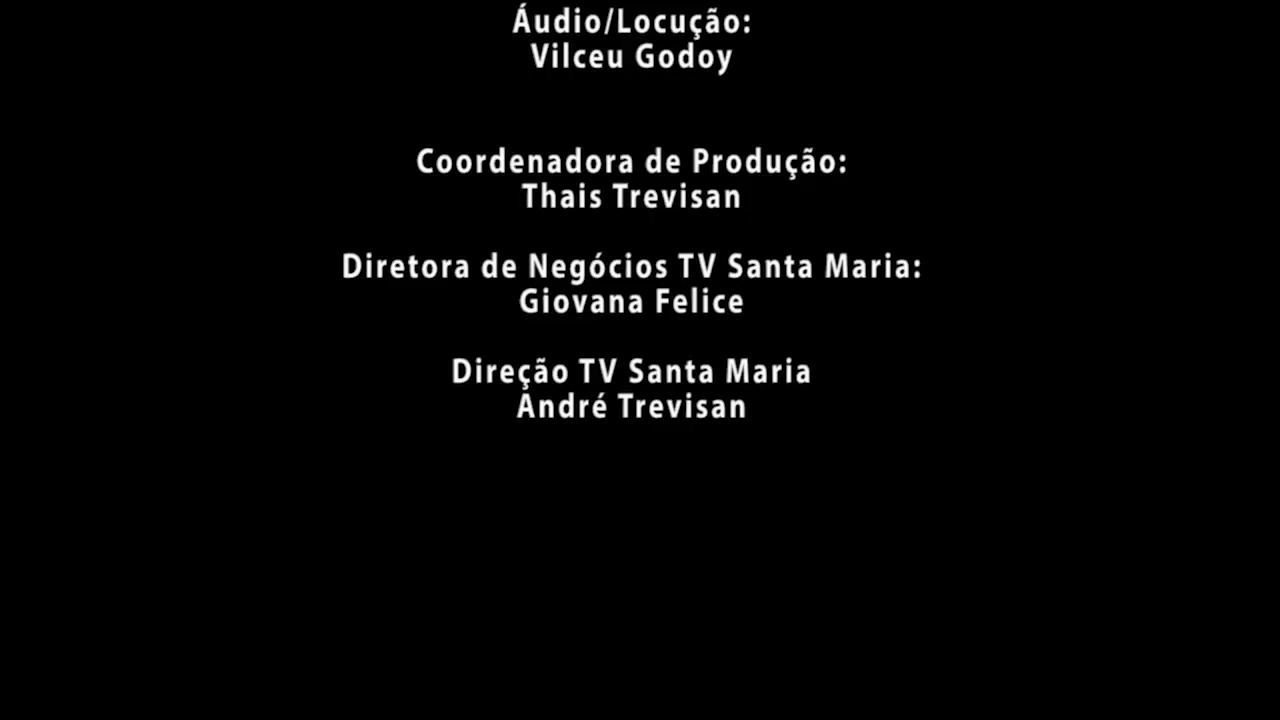 Áudio/Locução:
Vilceu Godoy
Coordenadora de Produção:
Thais Trevisan
Diretora de Negócios TV Santa Maria:
Giovana Felice
Direção TV Santa Maria
André Trevisan